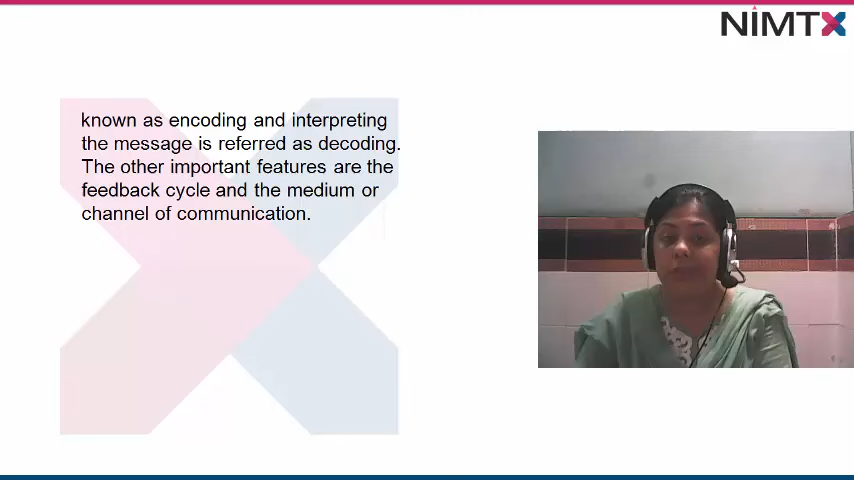 NIMTX
known as encoding and interpreting
the message is referred as decoding.
The other important features are the
feedback cycle and the medium or
channel of communication.